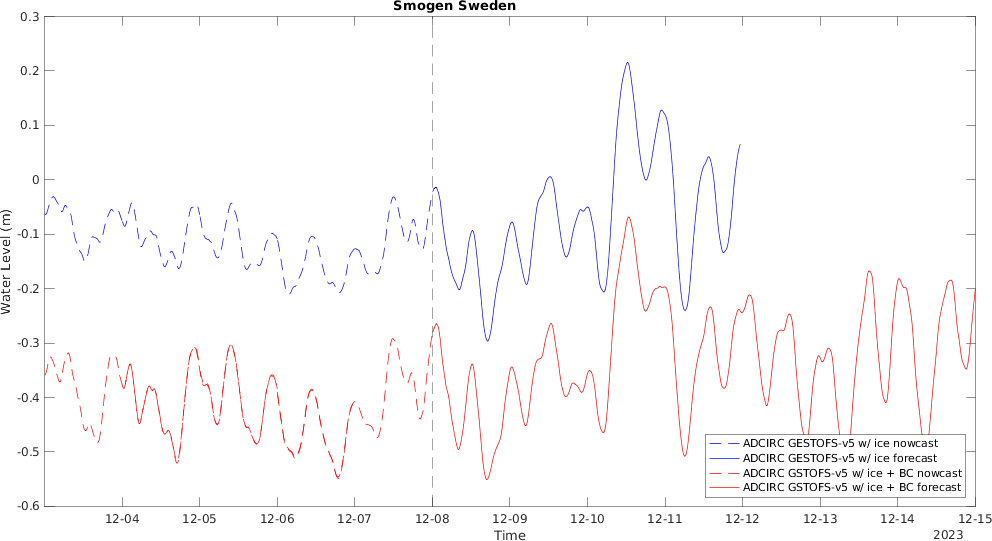 Smogen Sweden
Water Level (m)
0.3
0.2
0.1
0
-0.1
-0.2
-0.3
-0.4
-0.5
-0.6
12-04 12-05 12-06 12-07 12-08 12-09 12-10 12-11 12-12 12-13 12-14 12-15
Time
2023
ADCIRC GESTOFS-v5 w/ ice nowcast
ADCIRC GESTOFS-v5 w/ ice forecast
ADCIRC GSTOFS-v5 w/ ice + BC nowcast
ADCIRC GSTOFS-v5 w/ ice + BC forecast